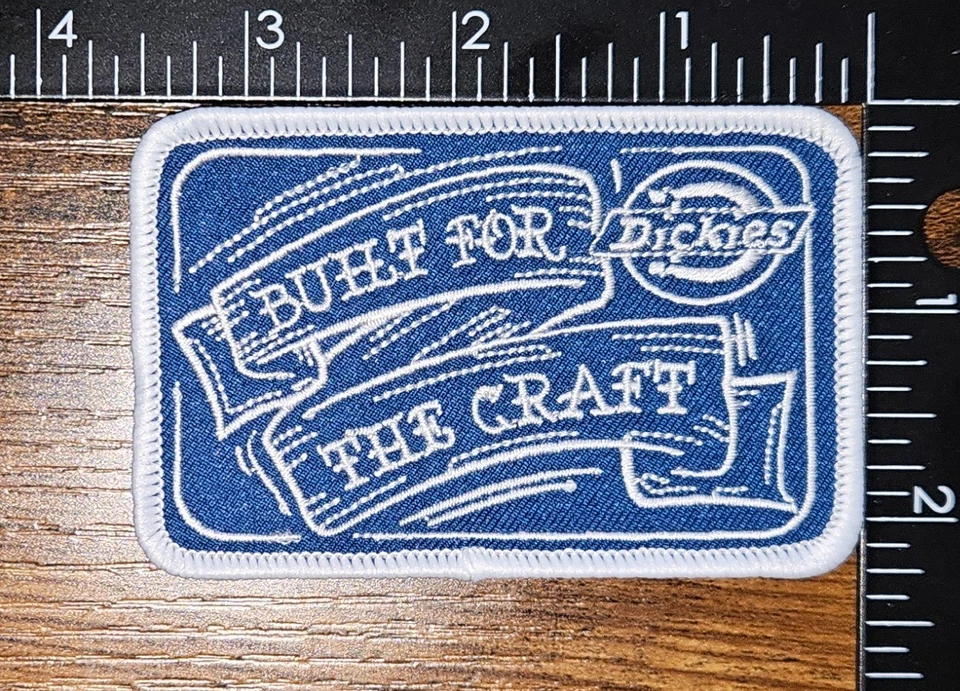 4 3 2 1
BUILT FOR
Dickies
THE CRAFT
1
2